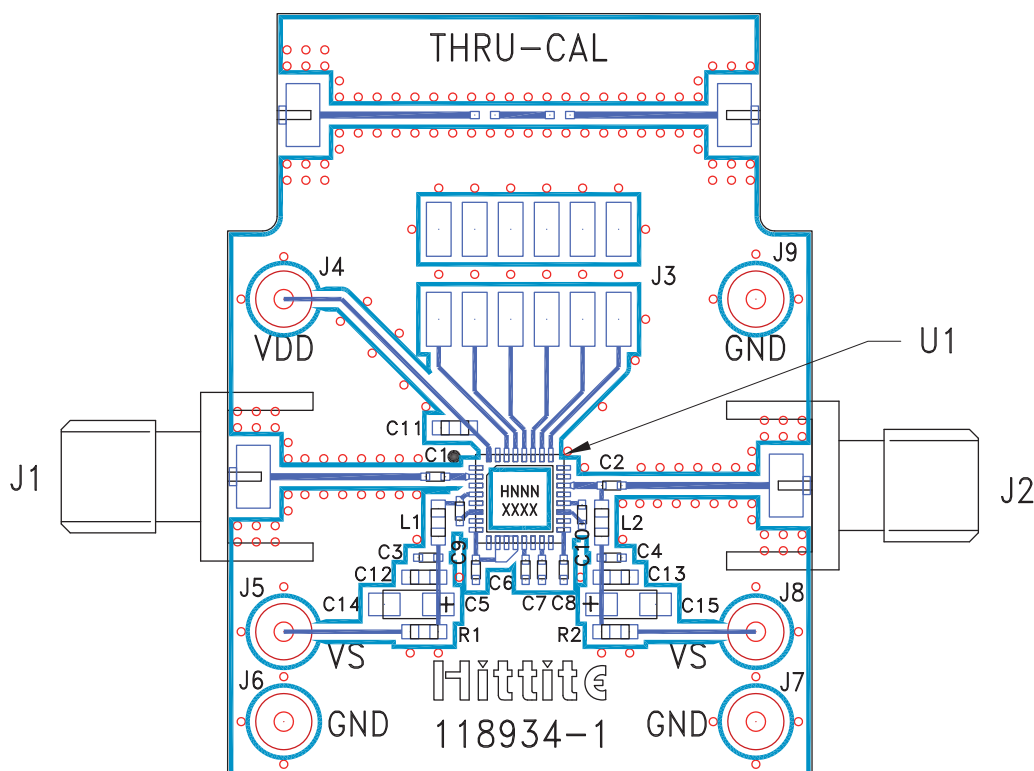 THRU-CAL
J4
J9
J3
VDD
GND
U1
C11
C1
C2
J1
HNNN
XXXX
J2
L1
L2
C9
C10
C3
C4
C12
C6
C13
J5
C14
+
C5
C7
C8
+
C15
J8
R1
R2
VS
VS
J6
Hittite
J7
GND
118934-1
GND